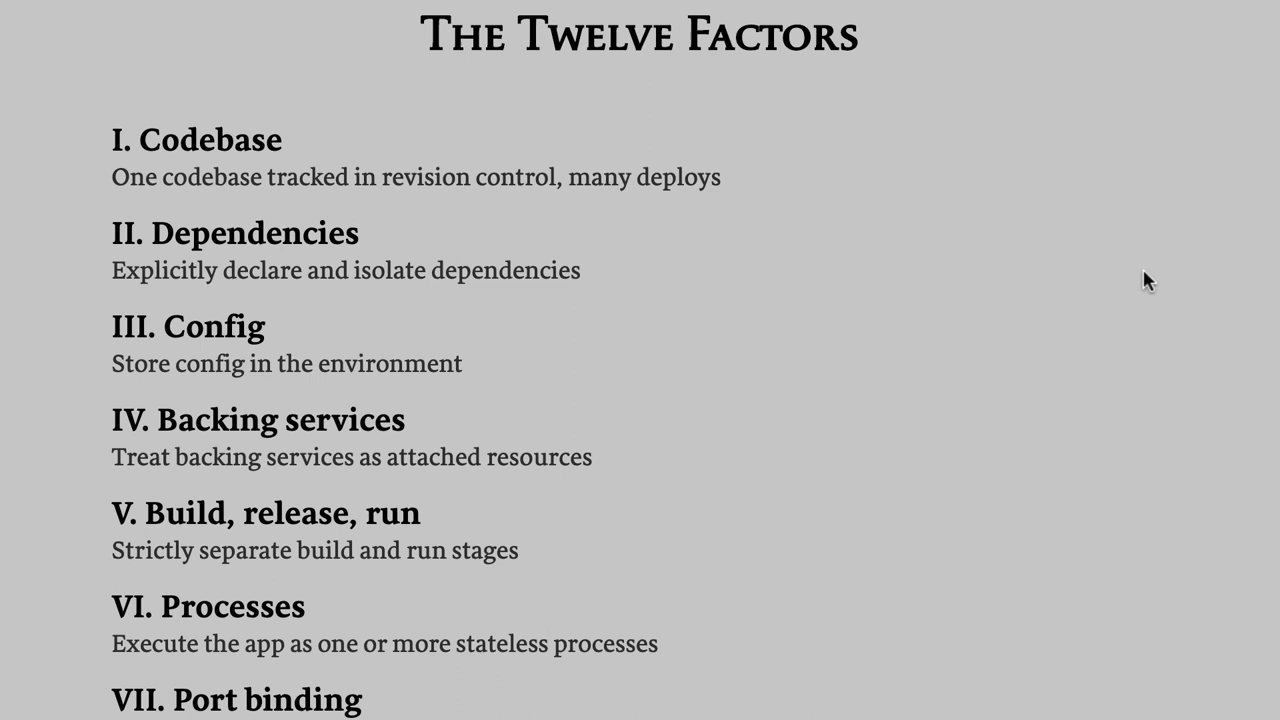 The Twelve Factors
I. Codebase
One codebase tracked in revision control, many deploys
II. Dependencies
Explicitly declare and isolate dependencies
III. Config
Store config in the environment
IV. Backing services
Treat backing services as attached resources
V. Build, release, run
Strictly separate build and run stages
VI. Processes
Execute the app as one or more stateless processes
VII. Port binding